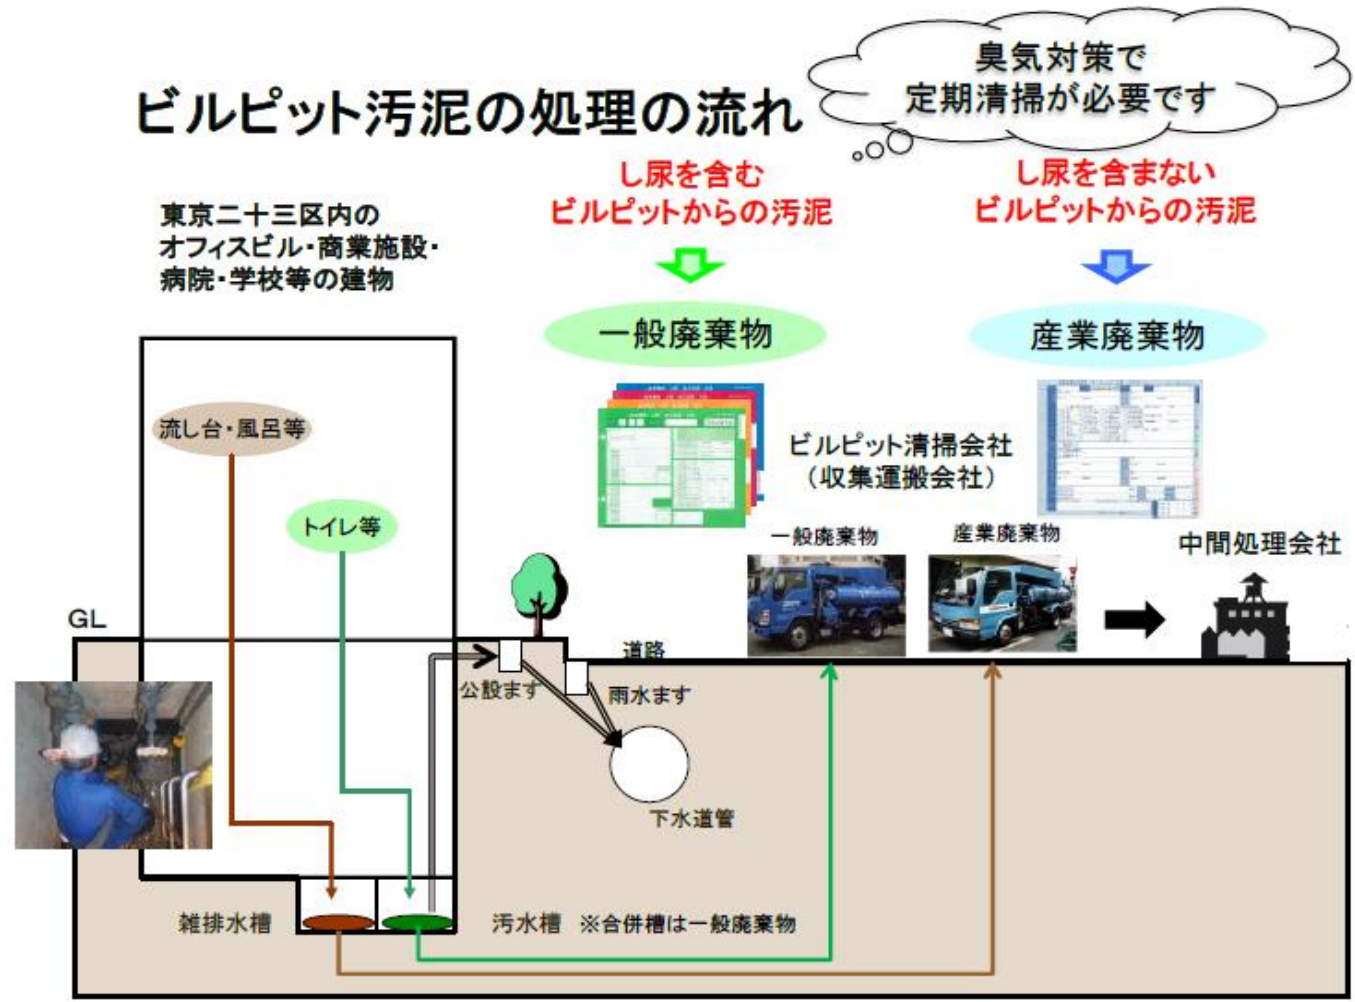 臭気対策で
定期清掃が必要です
ビルピット汚泥の処理の流れ
し尿を含む
ビルピットからの汚泥
し尿を含まない
ビルピットからの汚泥
東京二十三区内の
オフィスビル・商業施設・
病院・学校等の建物
一般廃棄物
産業廃棄物
流し台・風呂等
トイレ等
ビルピット清掃会社
（収集運搬会社）
一般廃棄物
産業廃棄物
中間処理会社
GL
道路
公設ます
雨水ます
下水道管
雑排水槽
汚水槽 ※合併槽は一般廃棄物